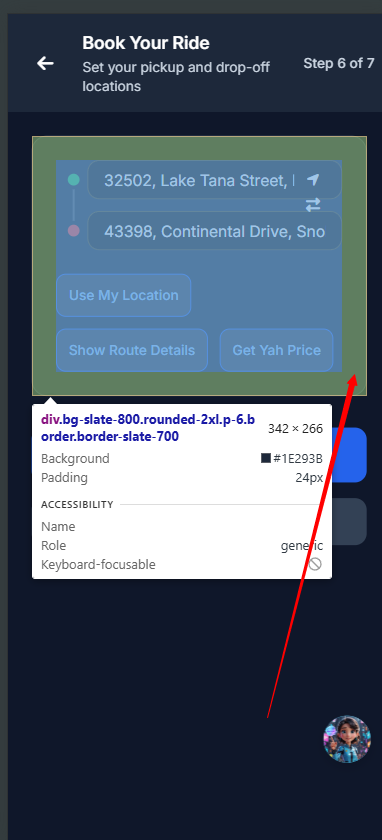 Book Your Ride
Set your pickup and drop-off
locations
Step 6 of 7
32502, Lake Tana Street,
43398, Continental Drive, Sno
Use My Location
Show Route Details
Get Yah Price
div.bg-slate-800.rounded-2xl.p-6.b
order.border-slate-700
342 × 266
Background
#1E293B
Padding
24px
ACCESSIBILITY
Name
Role
generic
Keyboard-focusable